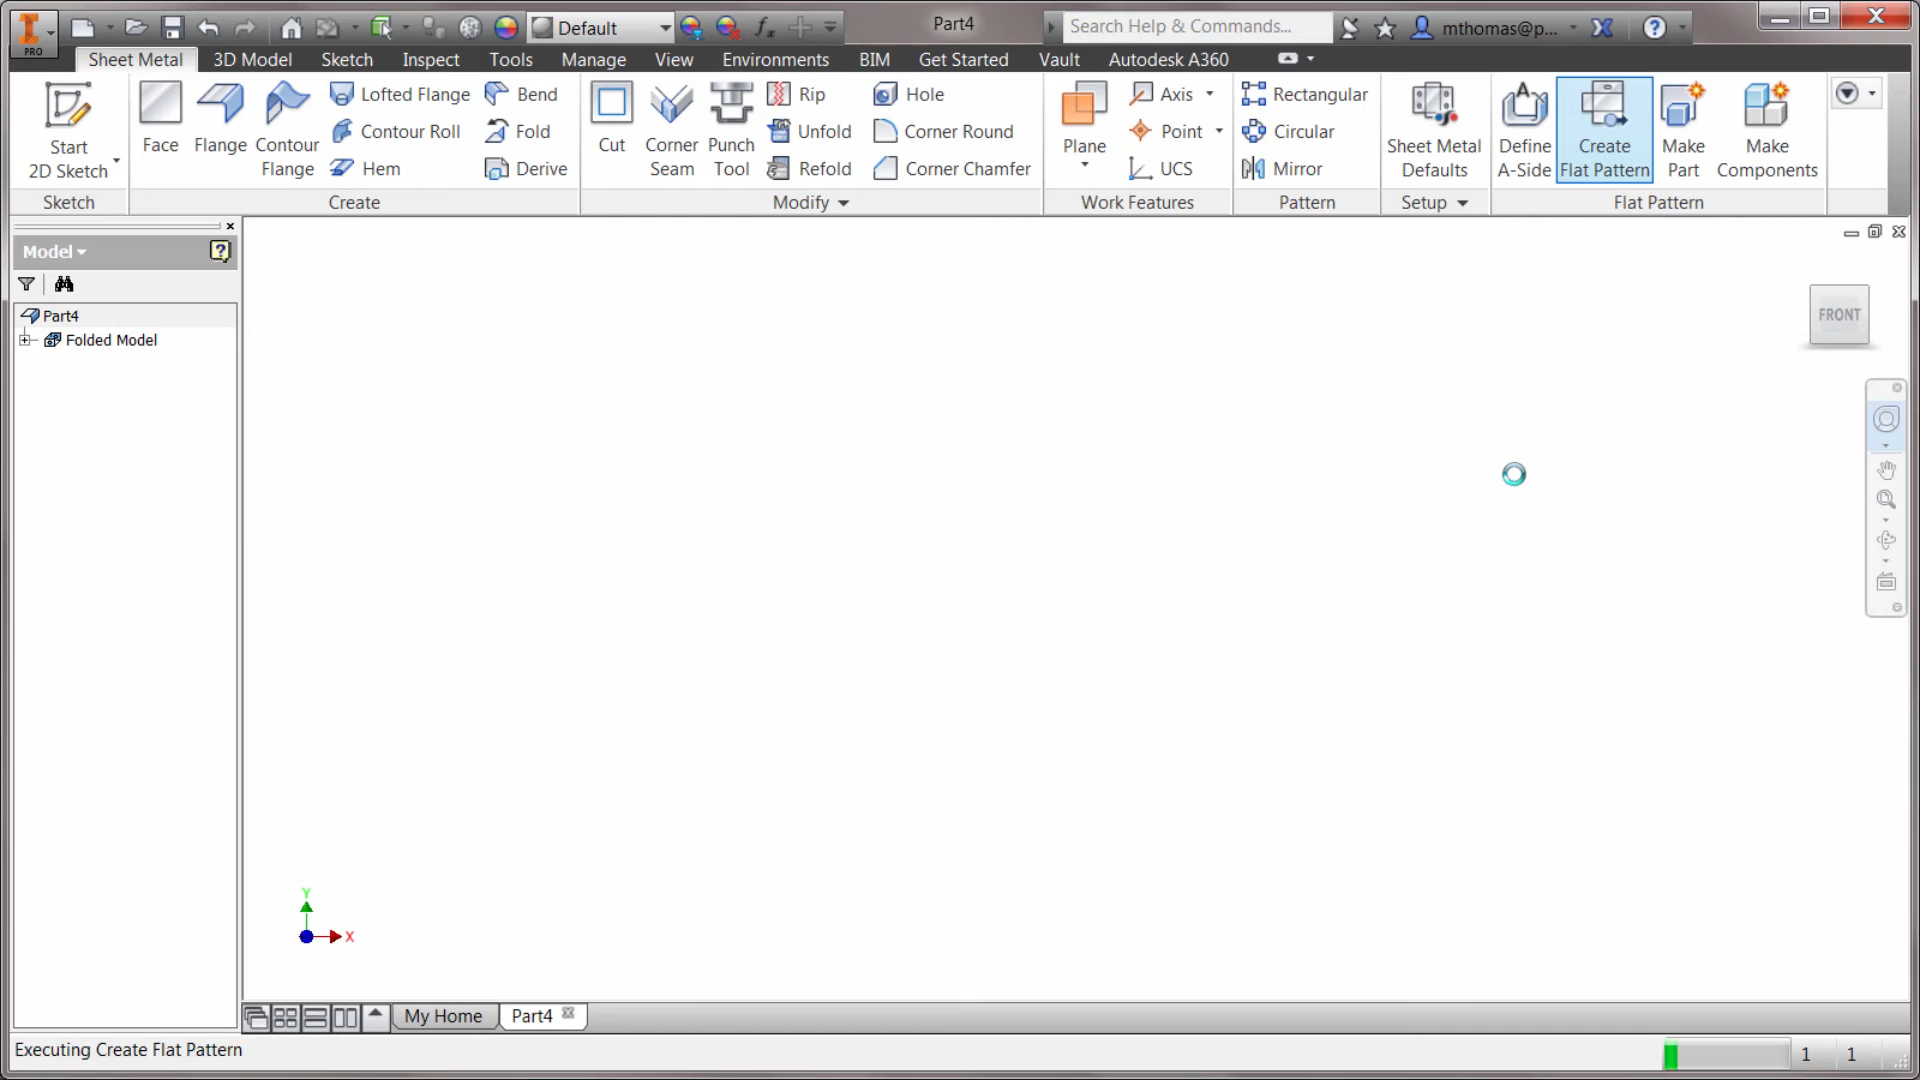 PRO
Default
Part4
Search Help & Commands...
mthomas@p...
Sheet Metal
3D Model
Sketch
Inspect
Tools
Manage
View
Environments
BIM
Get Started
Vault
Autodesk A360
Start
2D Sketch
Face
Flange
Contour
Flange
Lofted Flange
Contour Roll
Hem
Bend
Fold
Derive
Cut
Corner
Seam
Punch
Tool
Rip
Unfold
Refold
Hole
Corner Round
Corner Chamfer
Plane
Axis
Point
UCS
Rectangular
Circular
Mirror
Sheet Metal
Defaults
Define
A-Side
Create
Flat Pattern
Make
Part
Make
Components
Sketch
Create
Modify
Work Features
Pattern
Setup
Flat Pattern
Model
Part4
Folded Model
FRONT
Y
X
My Home
Part4
Executing Create Flat Pattern
1
1